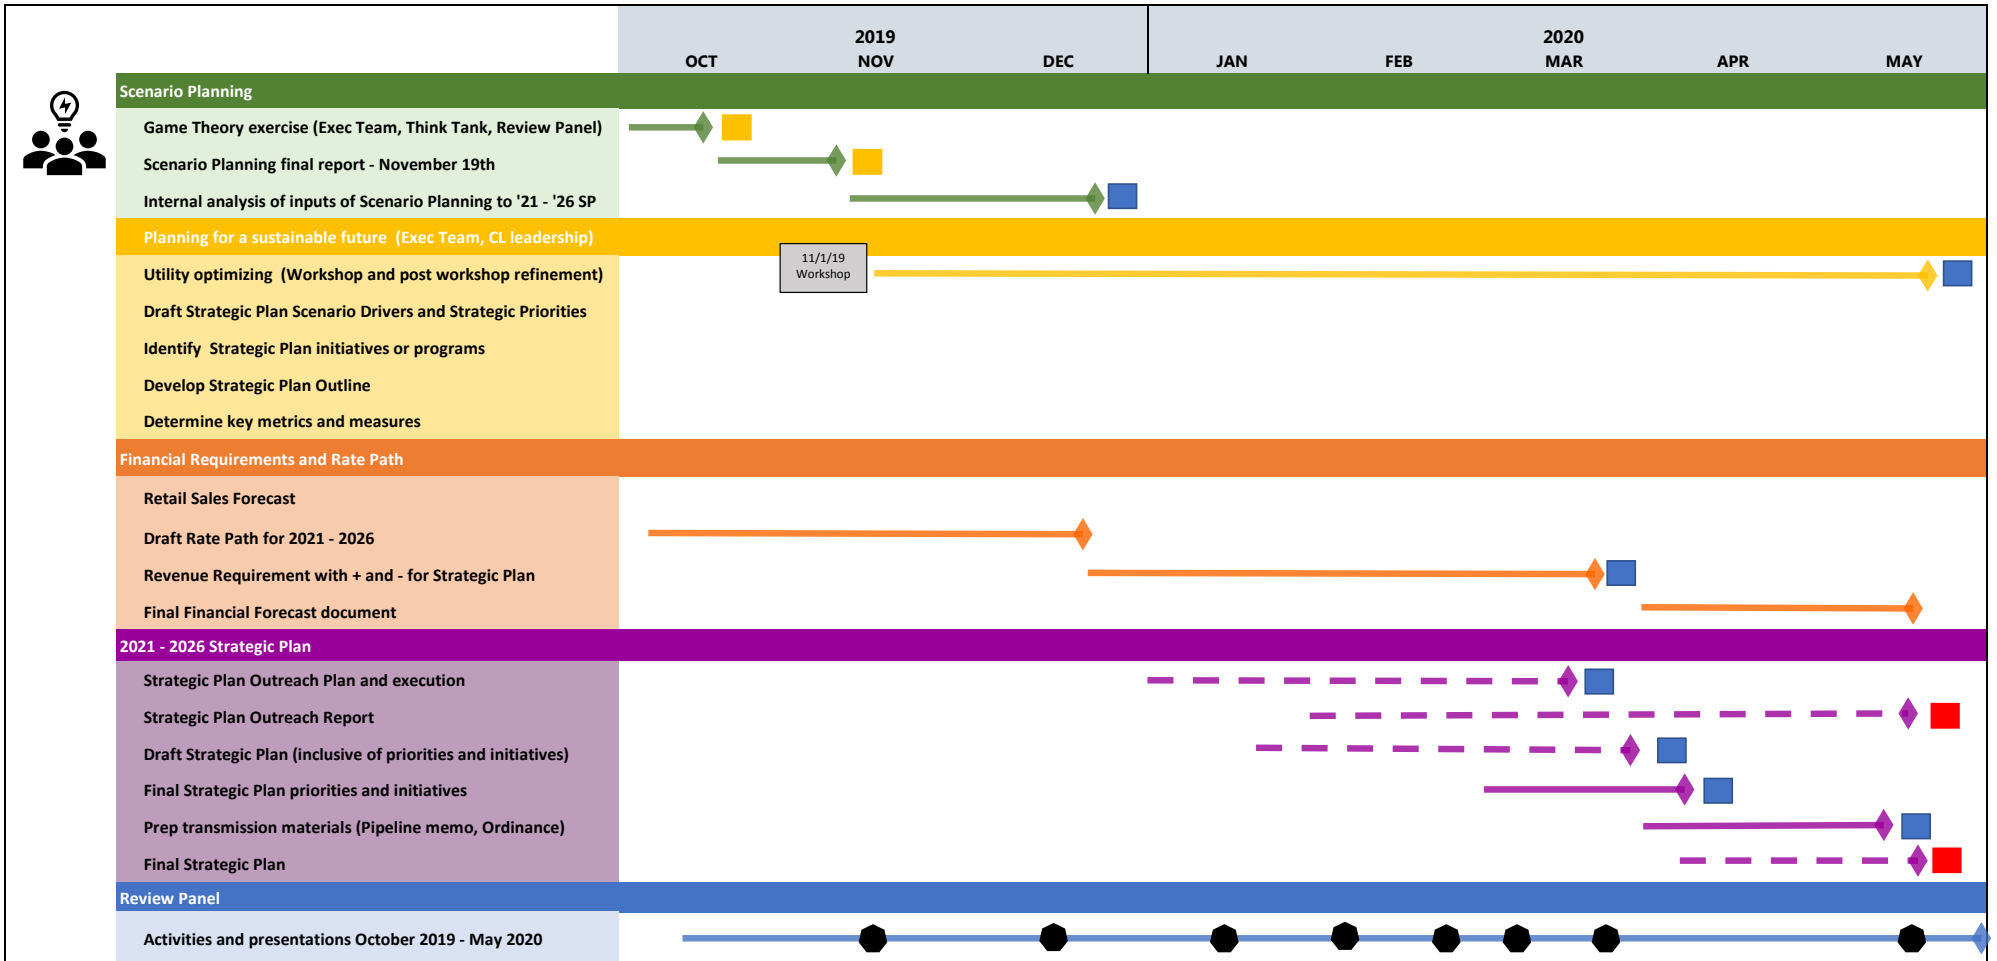 2019
2020
OCT NOV DEC JAN FEB MAR APR MAY
Scenario Planning
Game Theory exercise (Exec Team, Think Tank, Review Panel)
Scenario Planning final report - November 19th
Internal analysis of inputs of Scenario Planning to '21 - '26 SP
Planning for a sustainable future (Exec Team, CL leadership)
11/1/19
Workshop
Utility optimizing (Workshop and post workshop refinement)
Draft Strategic Plan Scenario Drivers and Strategic Priorities
Identify Strategic Plan initiatives or programs
Develop Strategic Plan Outline
Determine key metrics and measures
Financial Requirements and Rate Path
Retail Sales Forecast
Draft Rate Path for 2021 - 2026
Revenue Requirement with + and - for Strategic Plan
Final Financial Forecast document
2021 - 2026 Strategic Plan
Strategic Plan Outreach Plan and execution
Strategic Plan Outreach Report
Draft Strategic Plan (inclusive of priorities and initiatives)
Final Strategic Plan priorities and initiatives
Prep transmission materials (Pipeline memo, Ordinance)
Final Strategic Plan
Review Panel
Activities and presentations October 2019 - May 2020